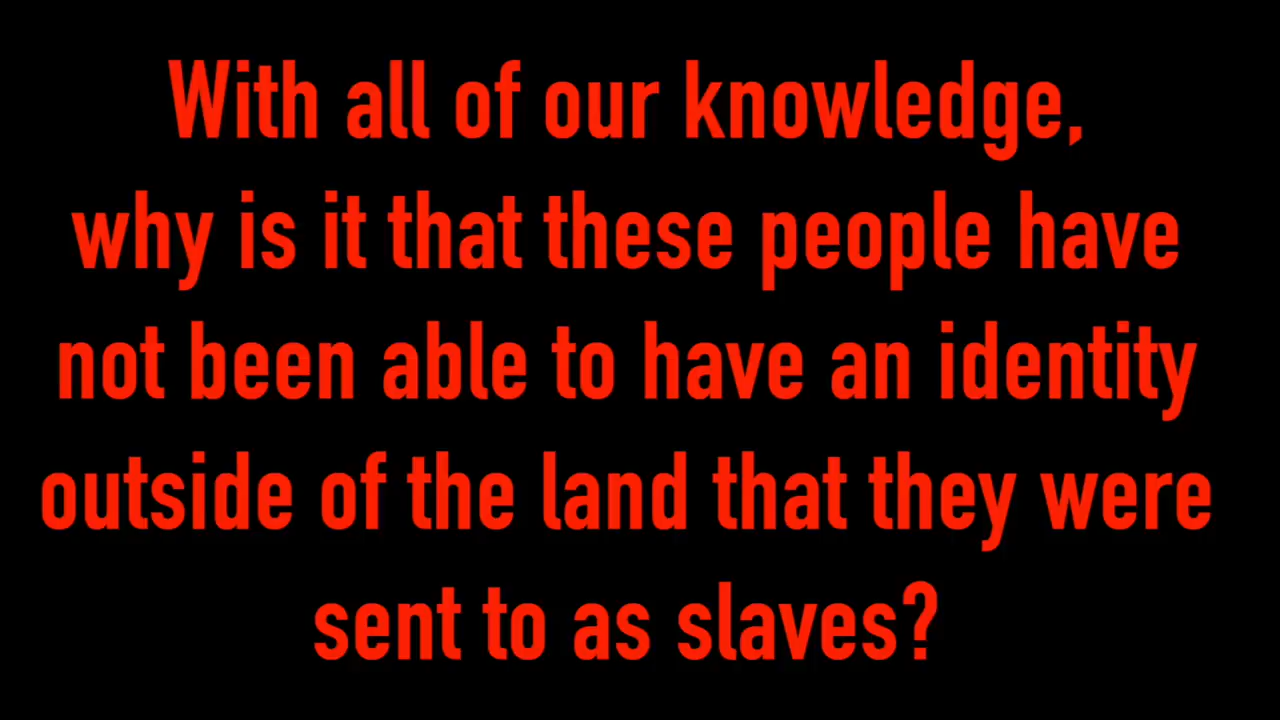 With all of our knowledge,
why is it that these people have
not been able to have an identity
outside of the land that they were
sent to as slaves?